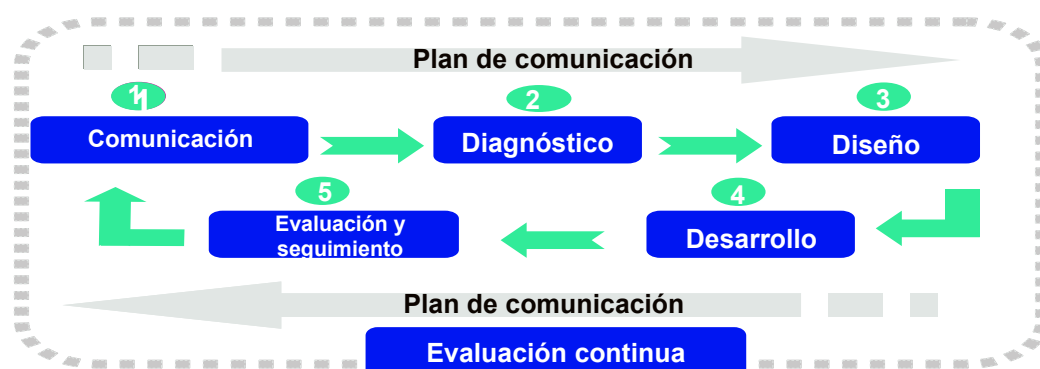 Plan de comunicación
1
1
2
3
Comunicación
Diagnóstico
Diseño
5
4
Evaluación y
seguimiento
Desarrollo
Plan de comunicación
Evaluación continua